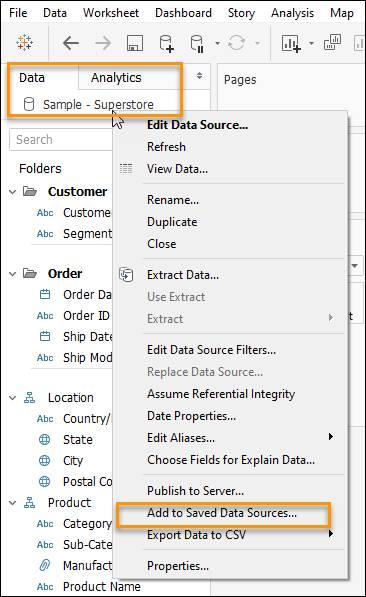 File Data Worksheet Dashboard Story Analysis Map
Data Analytics
Pages
Sample - Superstore
Search
Folders
Customer
Abc Custome
Abc Segment
Order
Order Da
Abc Order ID
Ship Date
Abc Ship Mod
Location
Abc Country/
State
City
Postal Co
Product
Abc Category
Abc Sub-Cate
Manufact
Abc Product Name
Edit Data Source...
Refresh
View Data...
Rename...
Duplicate
Close
Extract Data...
Use Extract
Extract
Edit Data Source Filters...
Replace Data Source...
Assume Referential Integrity
Date Properties...
Edit Aliases...
Choose Fields for Explain Data...
Publish to Server...
Add to Saved Data Sources...
Export Data to CSV
Properties...